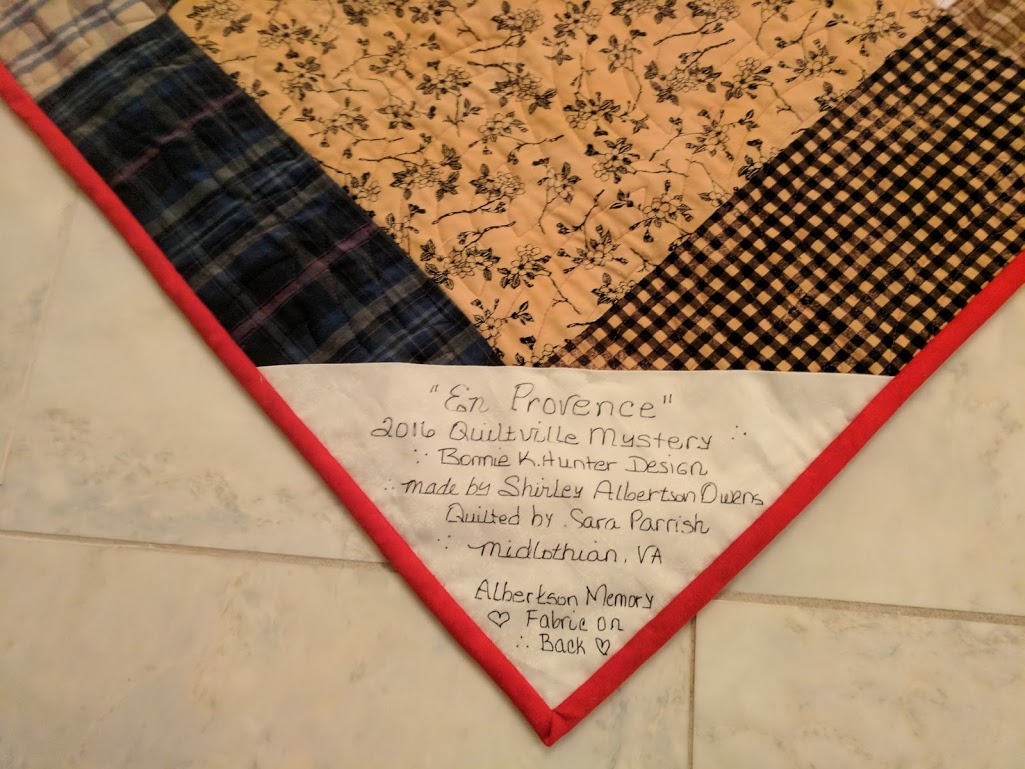 "En Provence"
2016 Quiltville Mystery
Bonnie K. Hunter Design
made by Shirley Albertson Owens
Quilted by Sara Parrish
Midlothian, VA
Albertson Memory
♡ Fabric on
Back ♡